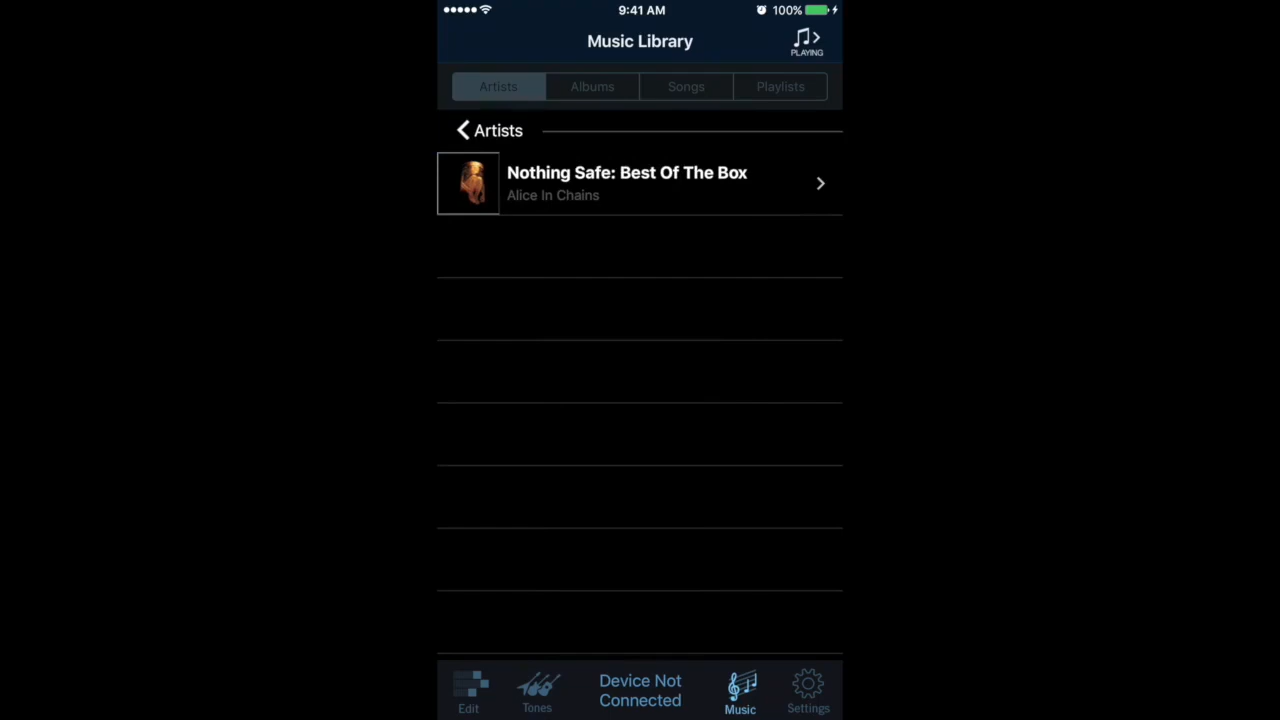 9:41 AM
100%
Music Library
PLAYING
Artists
Albums
Songs
Playlists
Artists
Nothing Safe: Best Of The Box
Alice In Chains
Edit
Tones
Device Not
Connected
Music
Settings